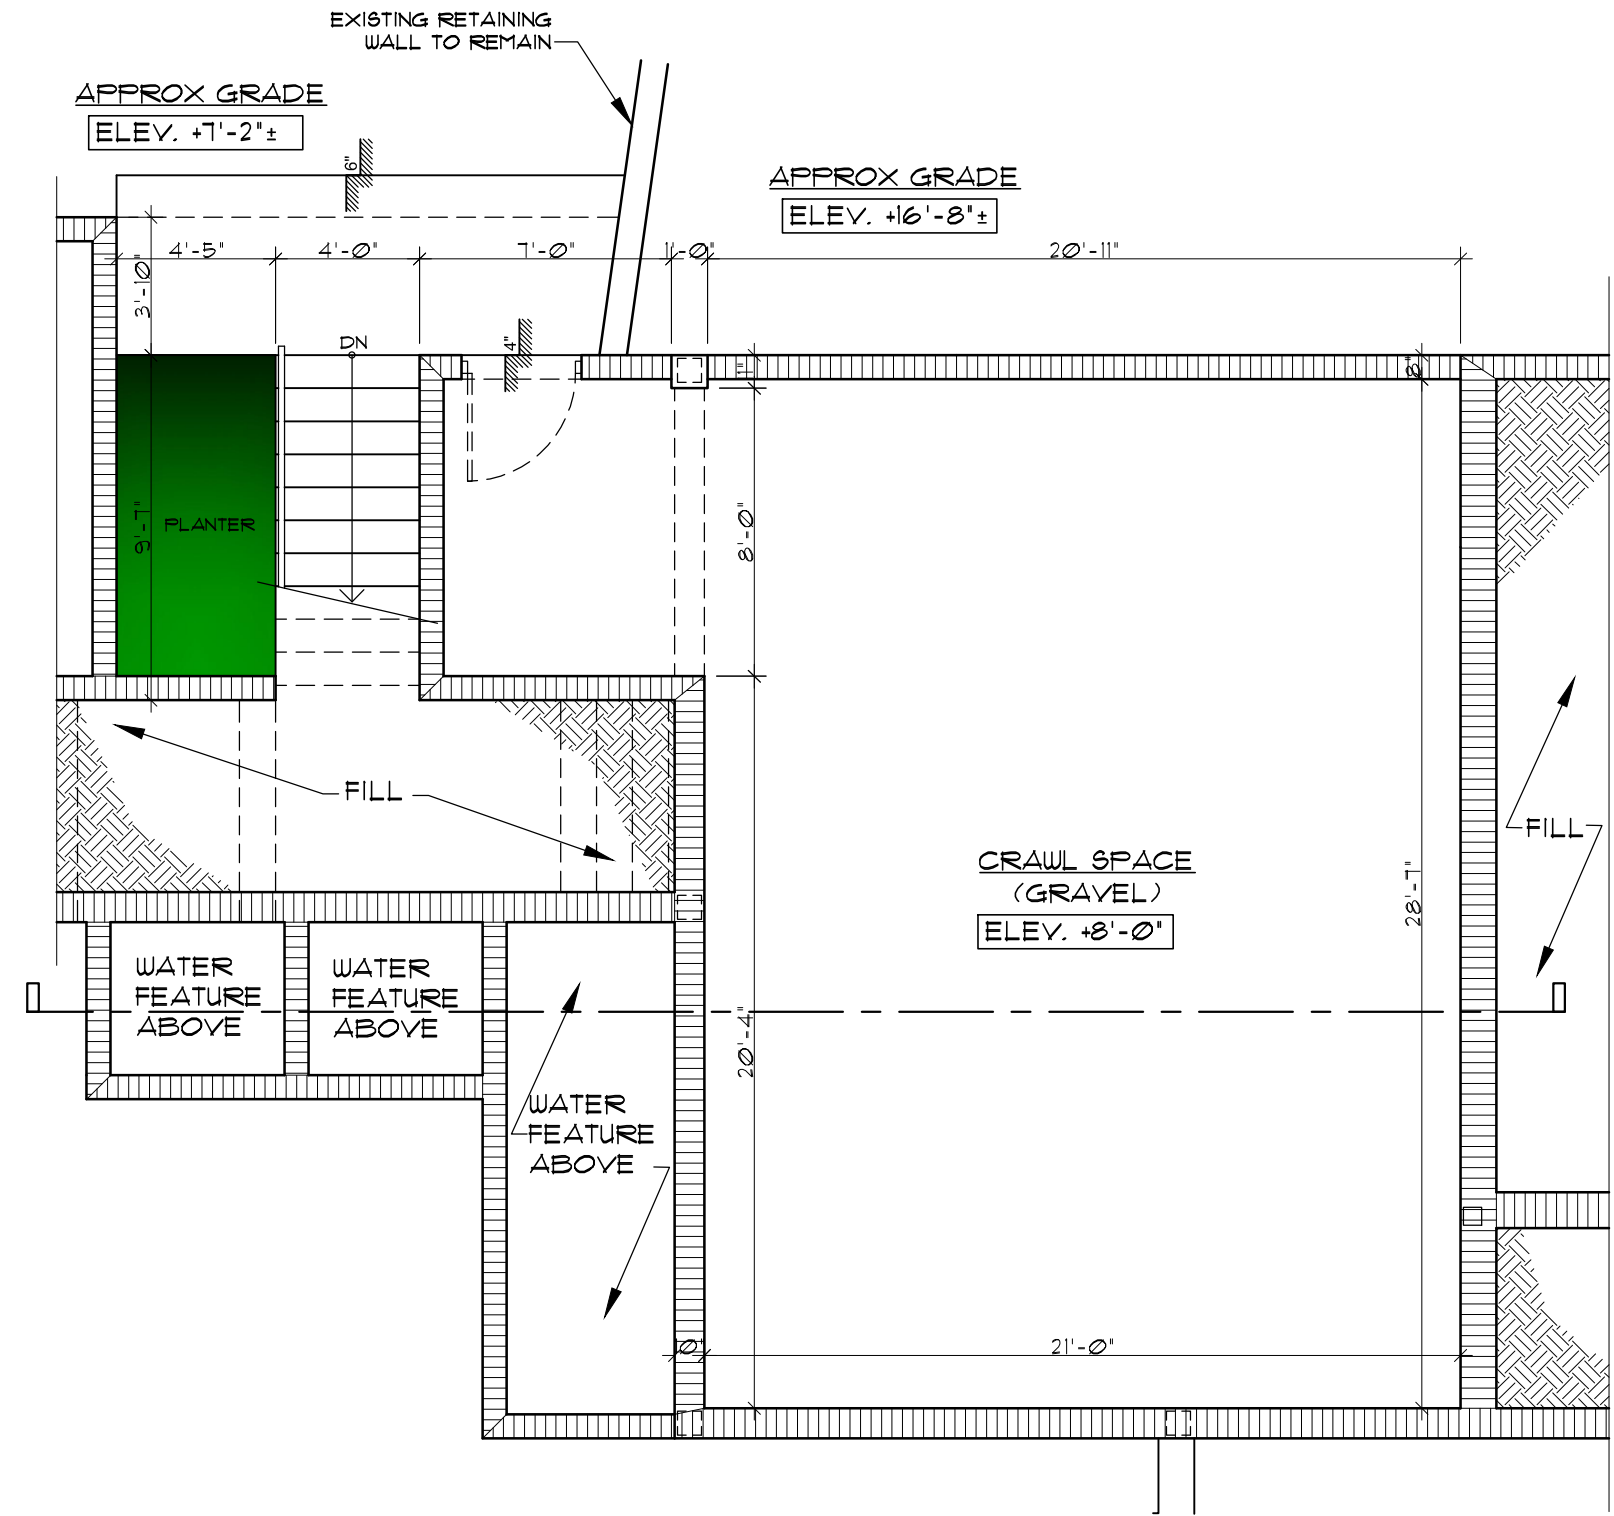 EXISTING RETAINING
WALL TO REMAIN
APPROX GRADE
ELEV. +7'-2"±
6"
APPROX GRADE
ELEV. +16'-8"±
4'-5"
4'-0"
7'-0"
1'-0"
20'-11"
3'-10"
DN
4"
1"
8"
9'-7"
PLANTER
8'-0"
FILL
FILL
CRAWL SPACE
(GRAVEL)
ELEV. +8'-0"
28'-7"
WATER
FEATURE
ABOVE
WATER
FEATURE
ABOVE
20'-4"
WATER
FEATURE
ABOVE
21'-0"